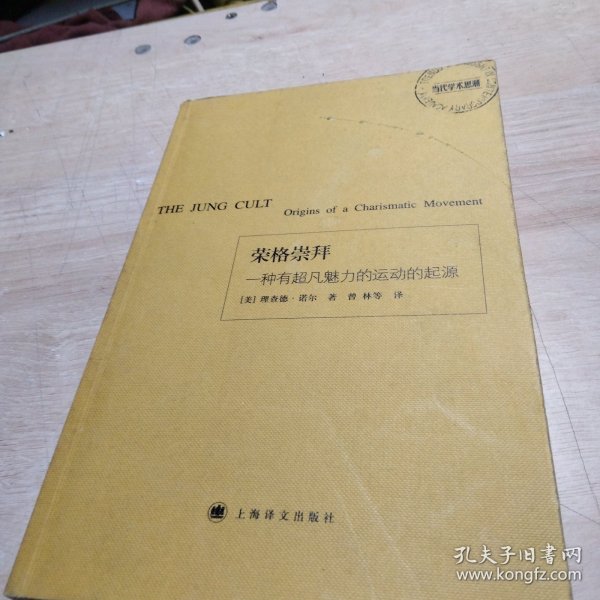 当代学术思潮
THE JUNG CULT Origins of a Charismatic Movement
荣格崇拜
一种有超凡魅力的运动的起源
[美] 理查德·诺尔 著 曾 林等 译
上海译文出版社
孔夫子旧书网
www.kongfz.com